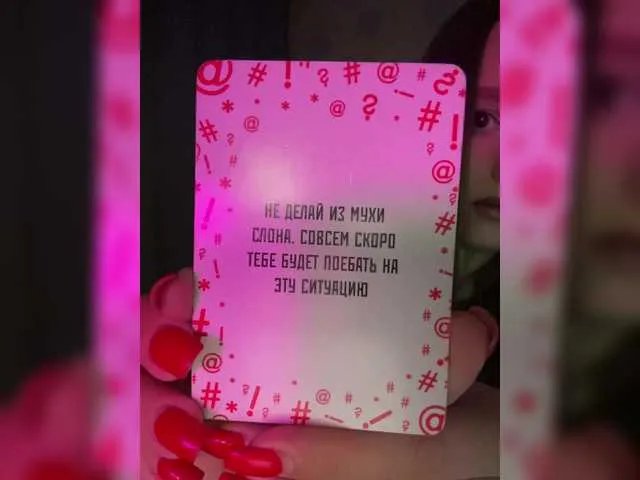 НЕ ДЕЛАЙ ИЗ МУХИ
СЛОНА. СОВСЕМ СКОРО
ТЕБЕ БУДЕТ ПОЕБАТЬ НА
ЭТУ СИТУАЦИЮ